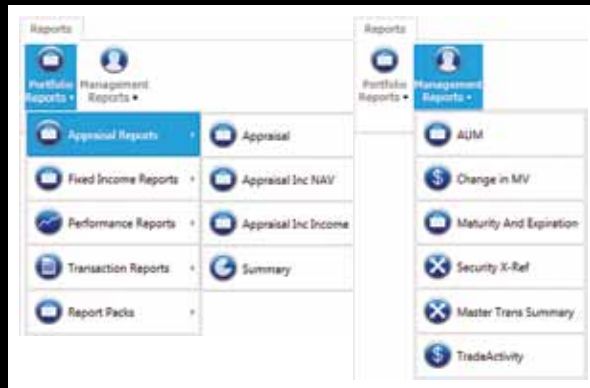 Reports
Portfolio
Reports
Management
Reports
Appraisal Reports
Fixed Income Reports
Performance Reports
Transaction Reports
Report Packs
Appraisal
Appraisal Inc NAV
Appraisal Inc Income
Summary
Reports
Portfolio
Reports
Management
Reports
AUM
Change in MV
Maturity And Expiration
Security X-Ref
Master Trans Summary
TradeActivity